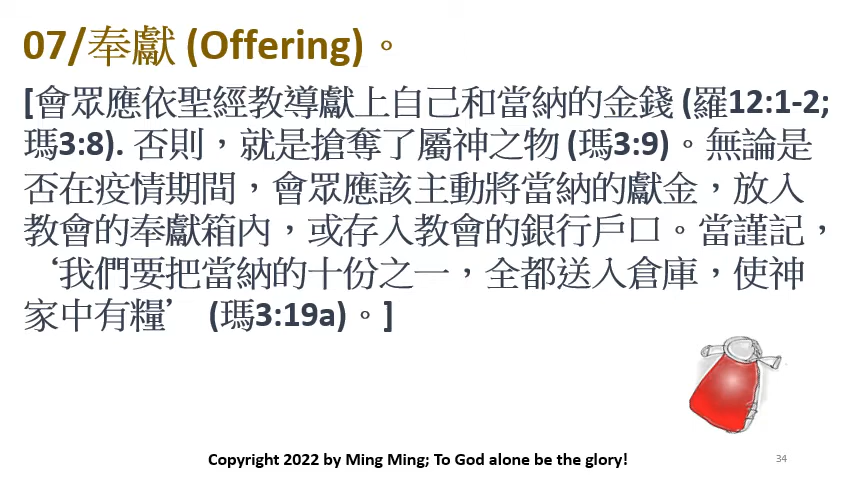 07/奉獻 (Offering)。
[會眾應依聖經教導獻上自己和當納的金錢 (羅12:1-2;
瑪3:8). 否則，就是搶奪了屬神之物 (瑪3:9)。無論是
否在疫情期間，會眾應該主動將當納的獻金，放入
教會的奉獻箱內，或存入教會的銀行戶口。當謹記，
‘我們要把當納的十份之一，全都送入倉庫，使神
家中有糧’ (瑪3:19a)。]
Copyright 2022 by Ming Ming; To God alone be the glory!
34